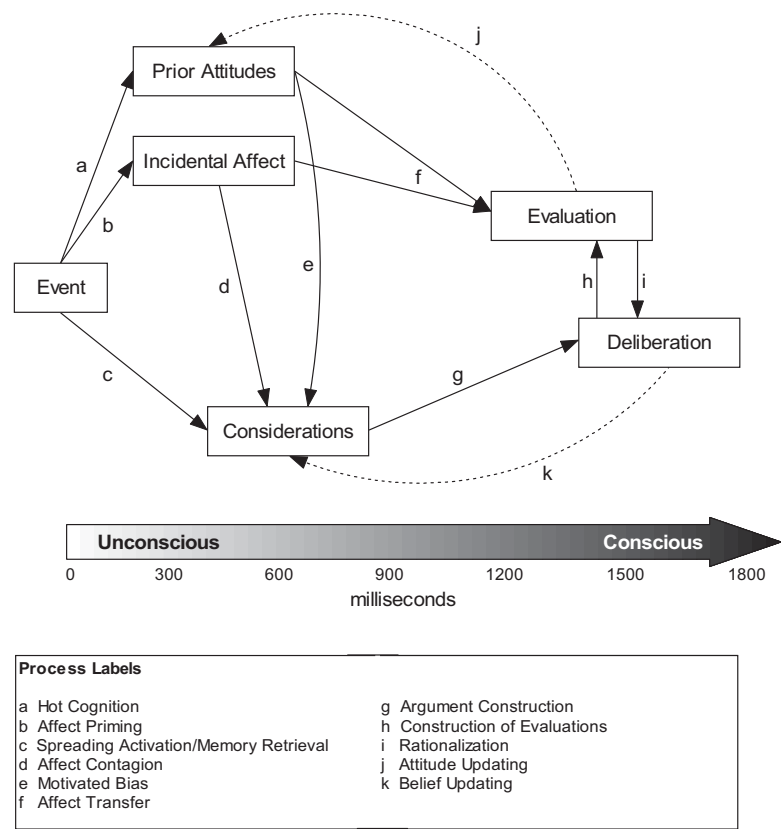 j
Prior Attitudes
a
Incidental Affect
f
b
Evaluation
e
Event
d
h
i
Deliberation
c
g
Considerations
k
Unconscious
Conscious
0 300 600 900 1200 1500 1800
milliseconds
Process Labels
a Hot Cognition
b Affect Priming
c Spreading Activation/Memory Retrieval
d Affect Contagion
e Motivated Bias
f Affect Transfer
g Argument Construction
h Construction of Evaluations
i Rationalization
j Attitude Updating
k Belief Updating